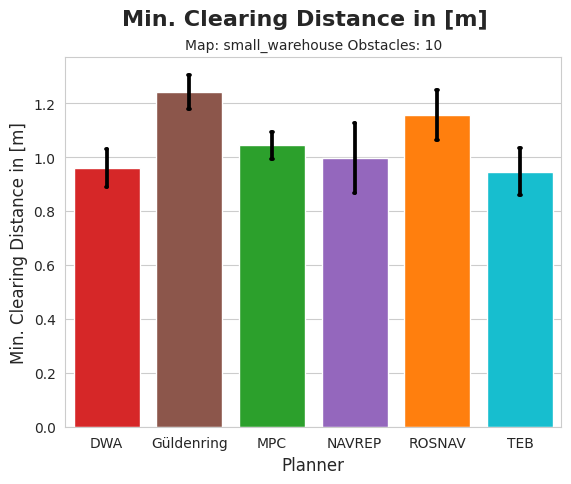 Min. Clearing Distance in [m]
Map: small_warehouse Obstacles: 10
Min. Clearing Distance in [m]
1.2
1.0
0.8
0.6
0.4
0.2
0.0
DWA Güldenring MPC NAVREP ROSNAV TEB
Planner